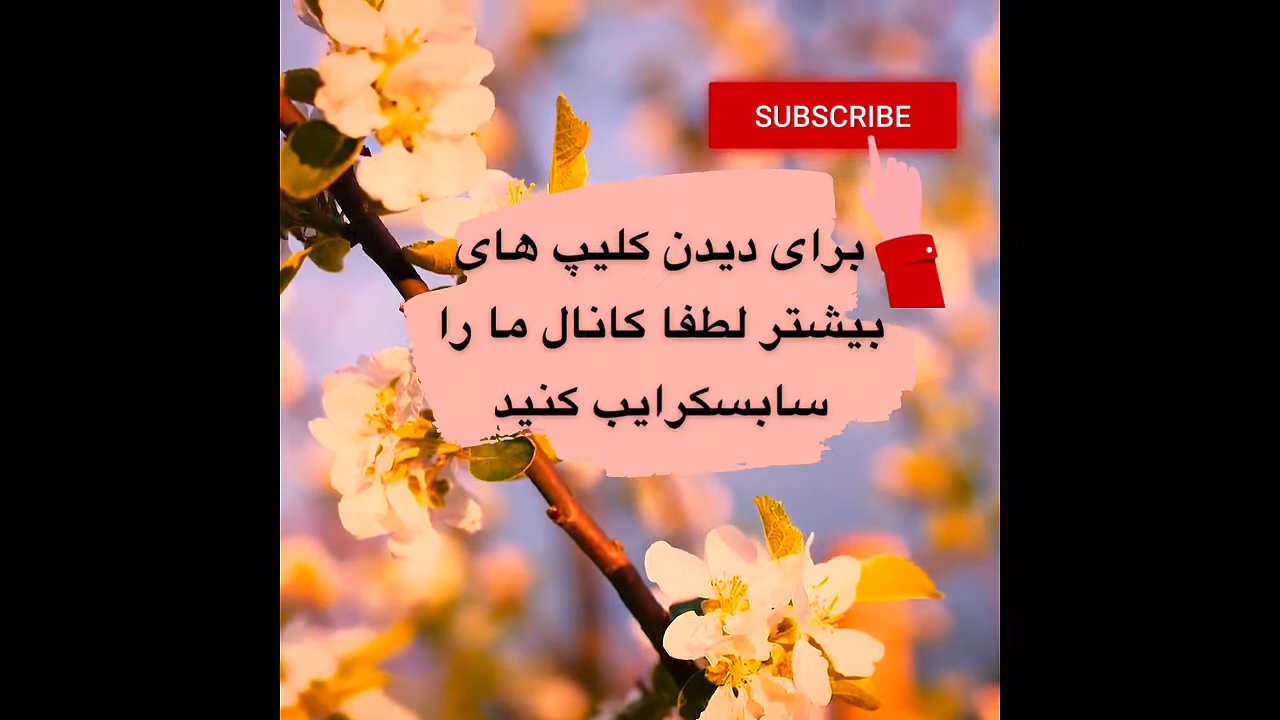 SUBSCRIBE
برای دیدن کلیپ های
بیشتر لطفا کانال ما را
سابسکرایب کنید